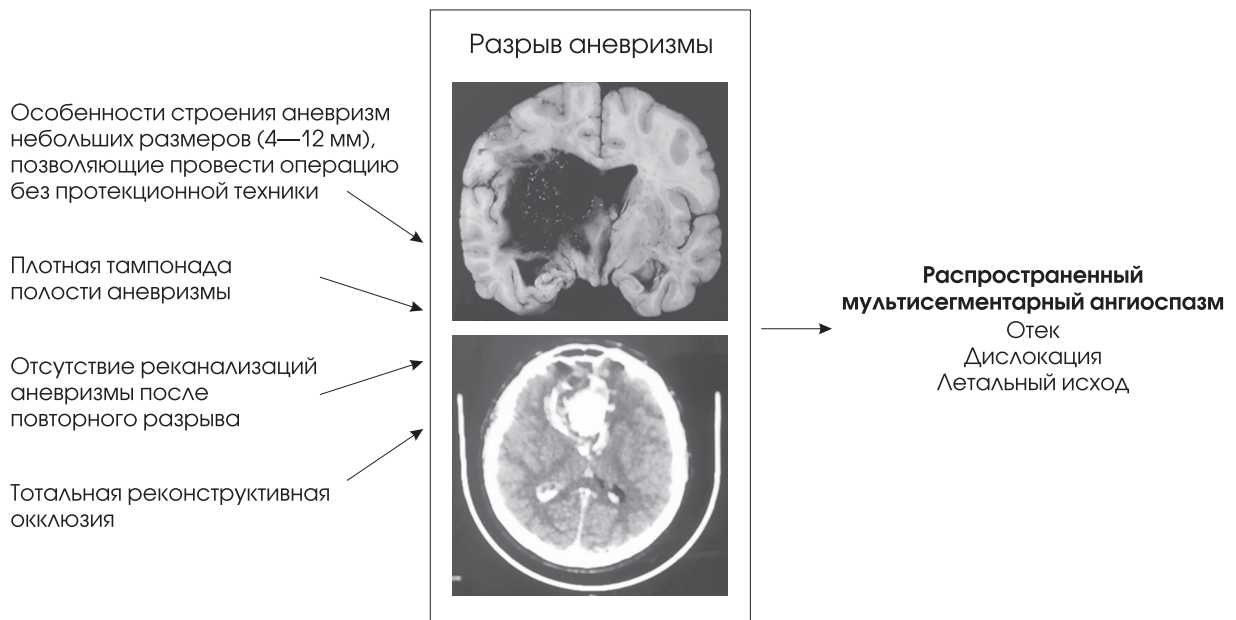 Разрыв аневризмы
Особенности строения аневризм
небольших размеров (4—12 мм),
позволяющие провести операцию
без протекционной техники
Плотная тампонада
полости аневризмы
Отсутствие реканализаций
аневризмы после
повторного разрыва
Тотальная реконструктивная
окклюзия
Распространенный
мультисегментарный ангиоспазм
Отек
Дислокация
Летальный исход